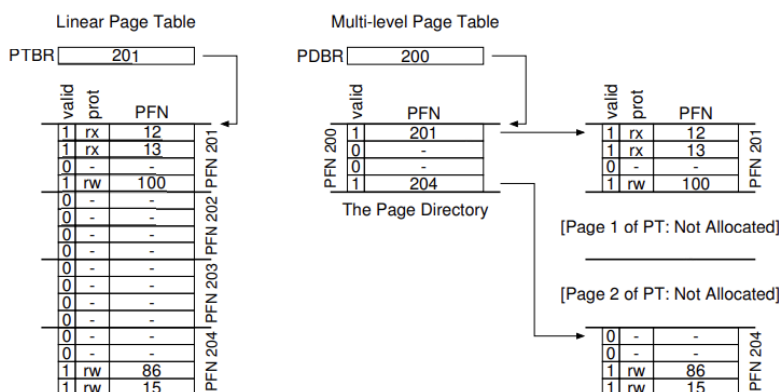 Linear Page Table
PTBR 201
valid prot PFN
1 rx 12
1 rx 13
0 - -
1 rw 100
PFN 201
0 - -
0 - -
0 - -
0 - -
PFN 202
0 - -
0 - -
0 - -
0 - -
PFN 203
0 - -
0 - -
1 rw 86
1 rw 15
PFN 204
Multi-level Page Table
PDBR 200
valid PFN
PFN 200
1 201
0 -
0 -
1 204
The Page Directory
valid prot PFN
1 rx 12
1 rx 13
0 - -
1 rw 100
PFN 201
[Page 1 of PT: Not Allocated]
[Page 2 of PT: Not Allocated]
0 - -
0 - -
1 rw 86
1 rw 15
PFN 204